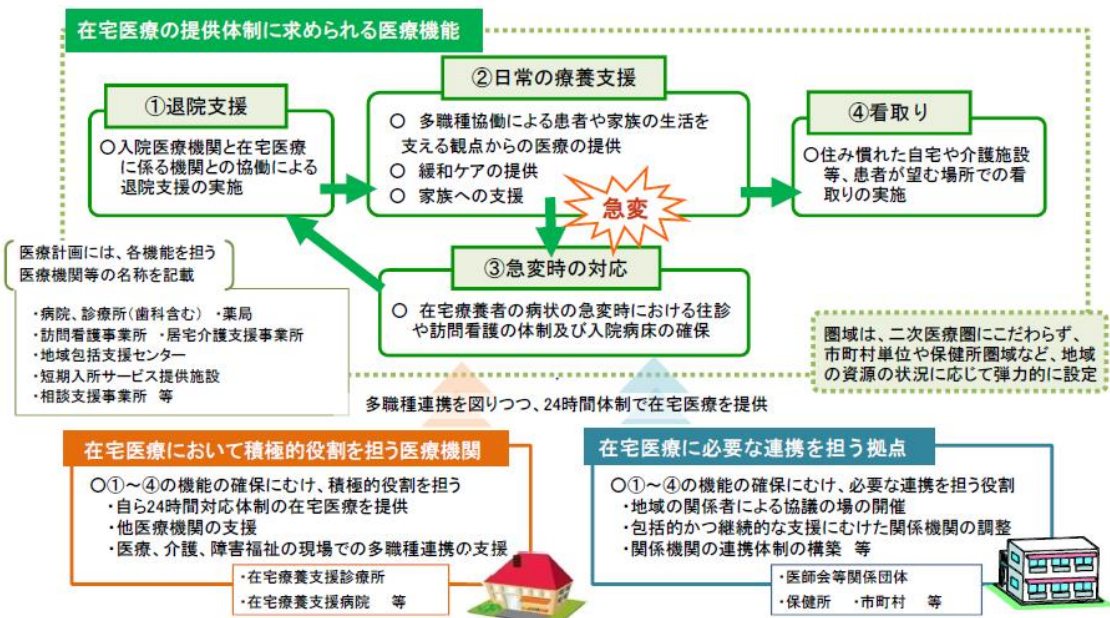 在宅医療の提供体制に求められる医療機能
①退院支援
○入院医療機関と在宅医療
に係る機関との協働による
退院支援の実施
②日常の療養支援
○ 多職種協働による患者や家族の生活を
支える観点からの医療の提供
○ 緩和ケアの提供
○ 家族への支援
急変
④看取り
○住み慣れた自宅や介護施設
等、患者が望む場所での看
取りの実施
③急変時の対応
○ 在宅療養者の病状の急変時における往診
や訪問看護の体制及び入院病床の確保
医療計画には、各機能を担う
医療機関等の名称を記載
・病院、診療所(歯科含む) ・薬局
・訪問看護事業所 ・居宅介護支援事業所
・地域包括支援センター
・短期入所サービス提供施設
・相談支援事業所 等
圏域は、二次医療圏にこだわらず、
市町村単位や保健所圏域など、地域
の資源の状況に応じて弾力的に設定
多職種連携を図りつつ、24時間体制で在宅医療を提供
在宅医療において積極的役割を担う医療機関
○①~④の機能の確保にむけ、積極的役割を担う
・自ら24時間対応体制の在宅医療を提供
・他医療機関の支援
・医療、介護、障害福祉の現場での多職種連携の支援
・在宅療養支援診療所
・在宅療養支援病院 等
在宅医療に必要な連携を担う拠点
○①~④の機能の確保にむけ、必要な連携を担う役割
・地域の関係者による協議の場の開催
・包括的かつ継続的な支援にむけた関係機関の調整
・関係機関の連携体制の構築 等
・医師会等関係団体
・保健所 ・市町村 等